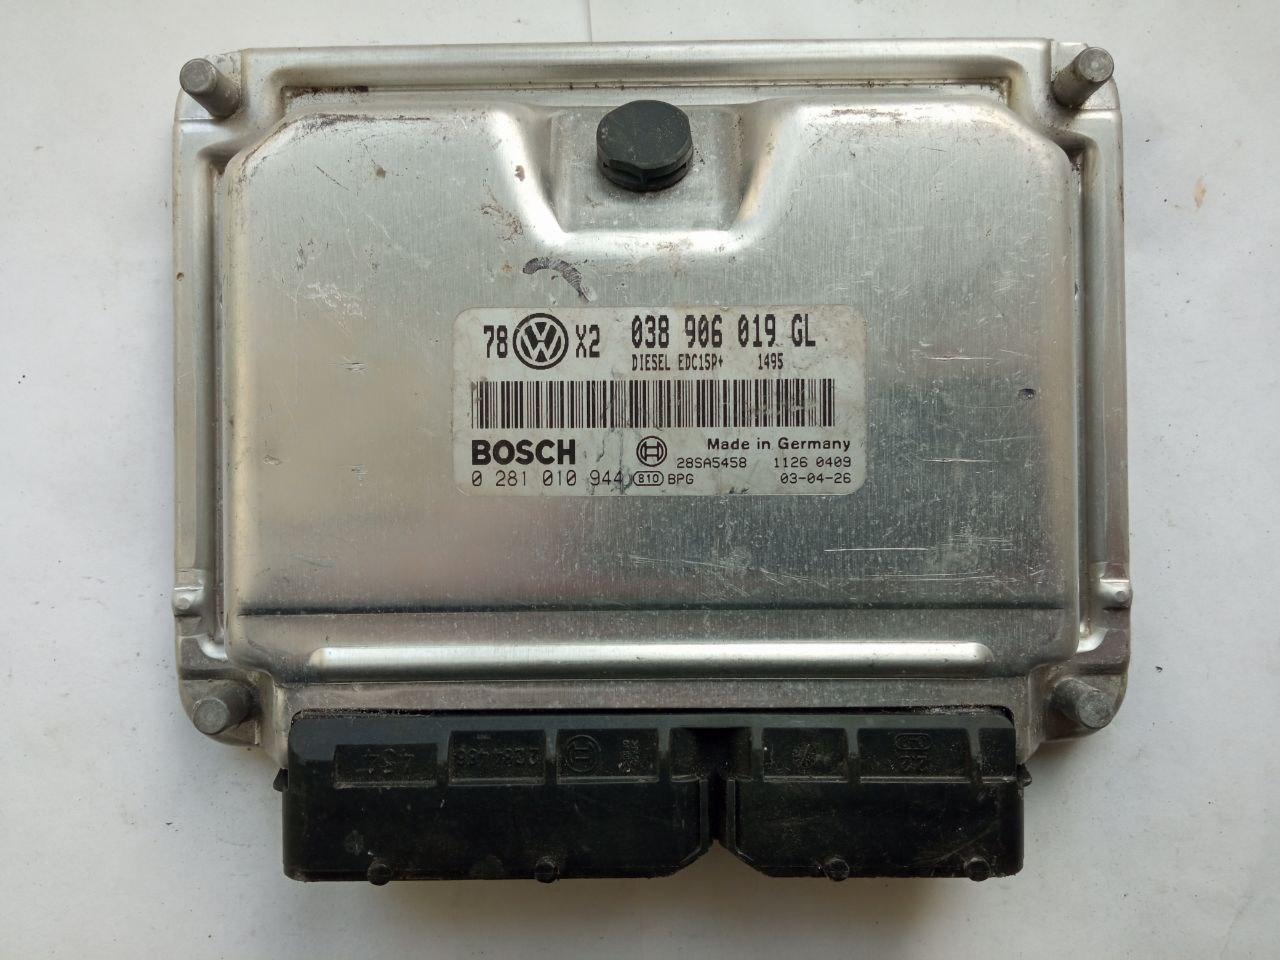 78 VW X2 038 906 019 GL
DIESEL EDC15P+ 1495
BOSCH Made in Germany
28SA5458 1126 0409
0 281 010 944 B10 BPG 03-04-26